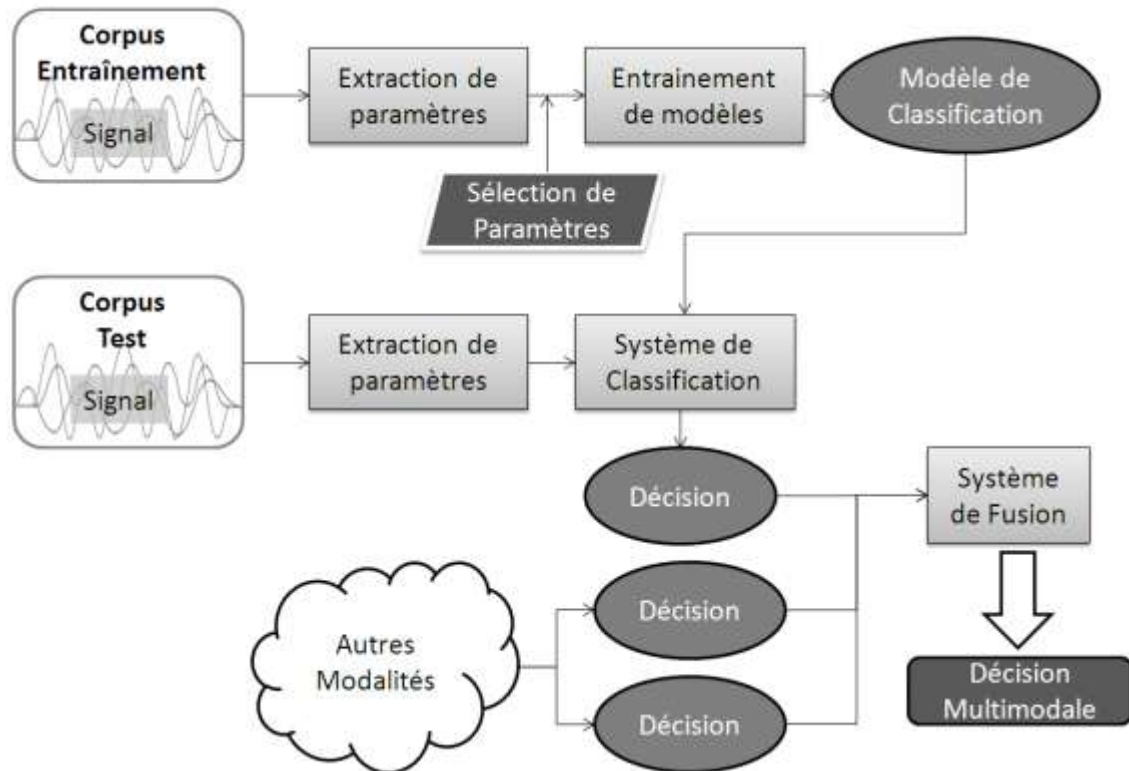 Corpus
Entraînement
Signal
Extraction de
paramètres
Entrainement
de modèles
Modèle de
Classification
Sélection de
Paramètres
Corpus
Test
Signal
Extraction de
paramètres
Système de
Classification
Décision
Système
de Fusion
Autres
Modalités
Décision
Décision
Décision
Multimodale